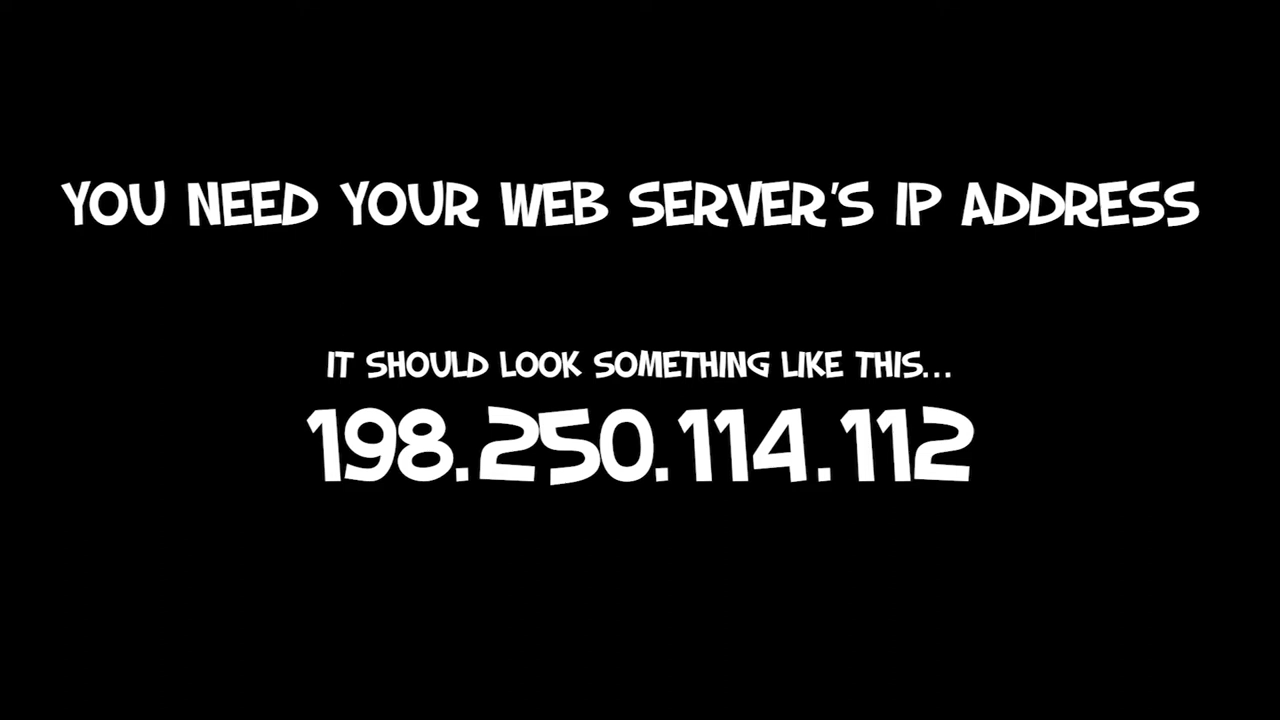 YOU NEED YOUR WEB SERVER'S IP ADDRESS
IT SHOULD LOOK SOMETHING LIKE THIS...
198.250.114.112